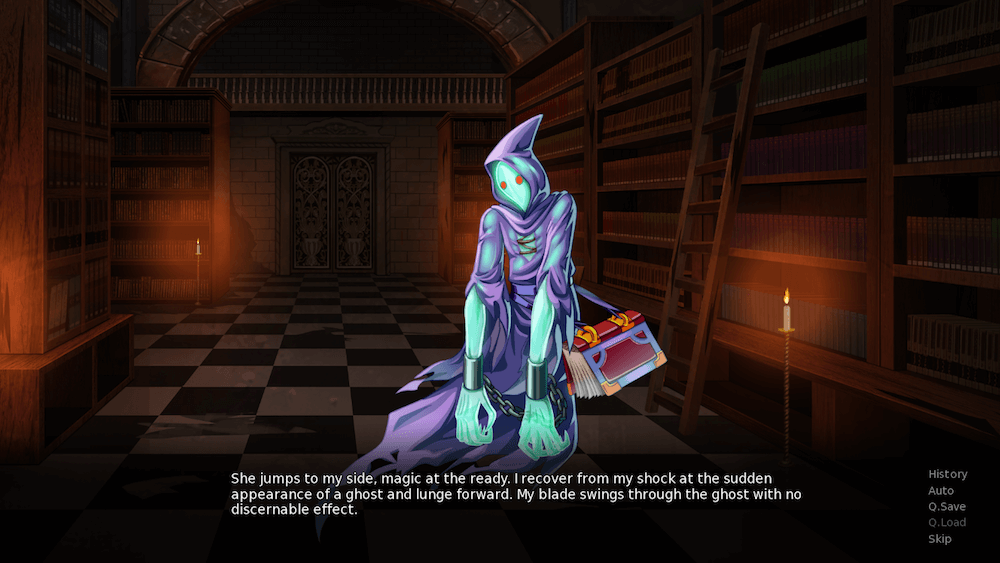 She jumps to my side, magic at the ready. I recover from my shock at the sudden
appearance of a ghost and lunge forward. My blade swings through the ghost with no
discernable effect.
History
Auto
Q.Save
Q.Load
Skip